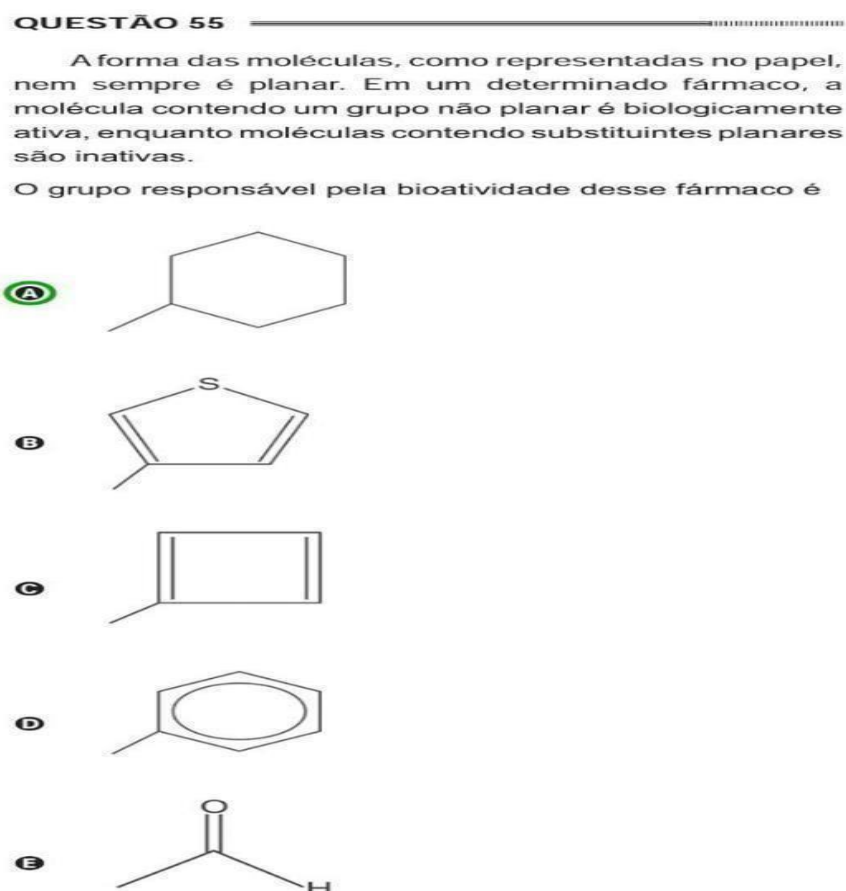 QUESTÃO 55
A forma das moléculas, como representadas no papel,
nem sempre é planar. Em um determinado fármaco, a
molécula contendo um grupo não planar é biologicamente
ativa, enquanto moléculas contendo substituintes planares
são inativas.
O grupo responsável pela bioatividade desse fármaco é
A
S
B
C
D
O
E
H